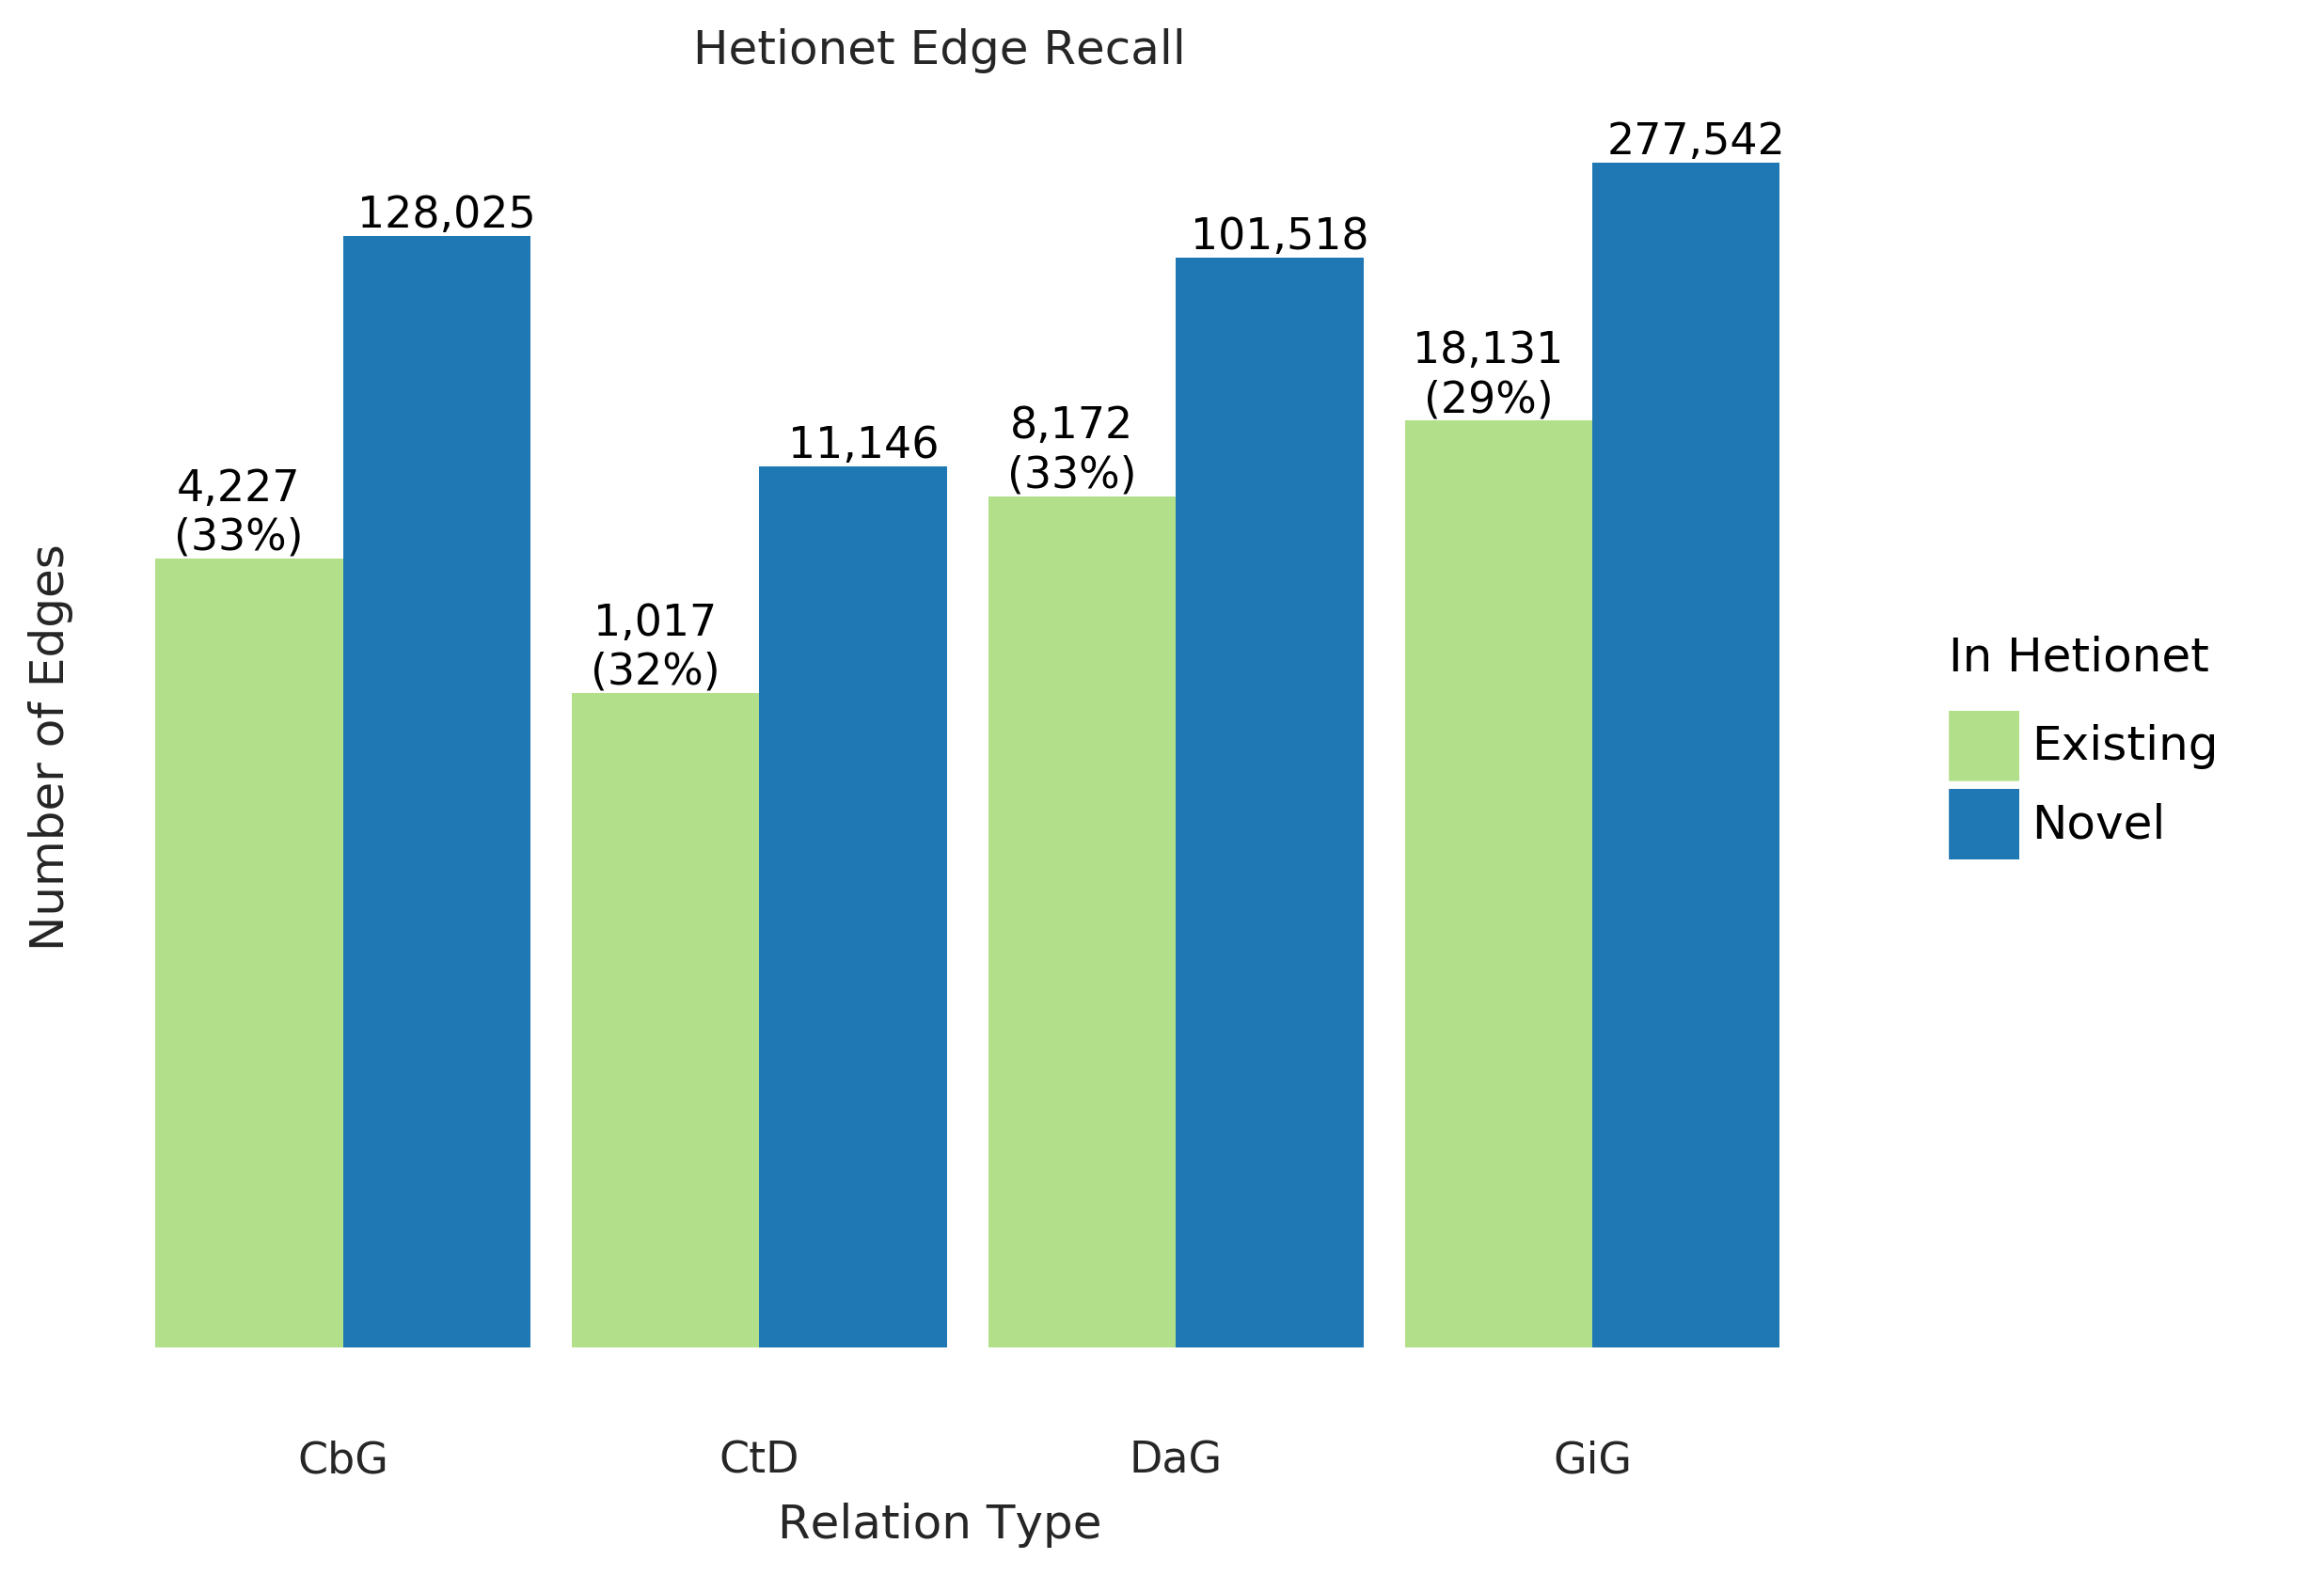 Hetionet Edge Recall
Number of Edges
4,227
(33%)
128,025
1,017
(32%)
11,146
8,172
(33%)
101,518
18,131
(29%)
277,542
CbG
CtD
DaG
GiG
Relation Type
In Hetionet
Existing
Novel